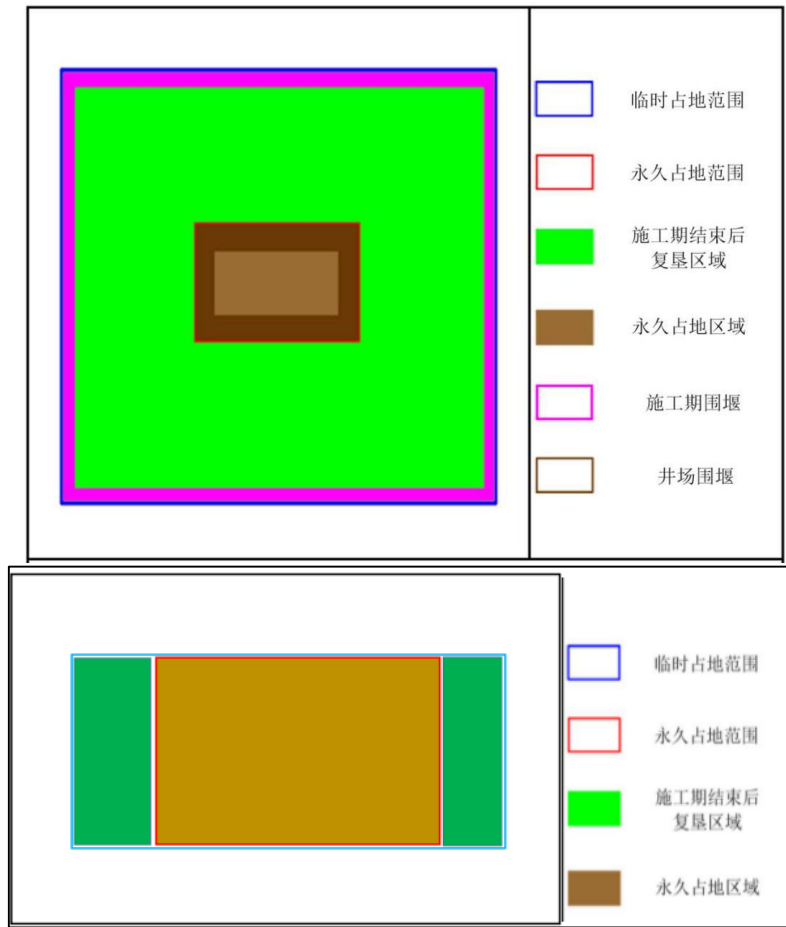 临时占地范围
永久占地范围
施工期结束后
复垦区域
永久占地区域
施工期围堰
井场围堰
临时占地范围
永久占地范围
施工期结束后
复垦区域
永久占地区域